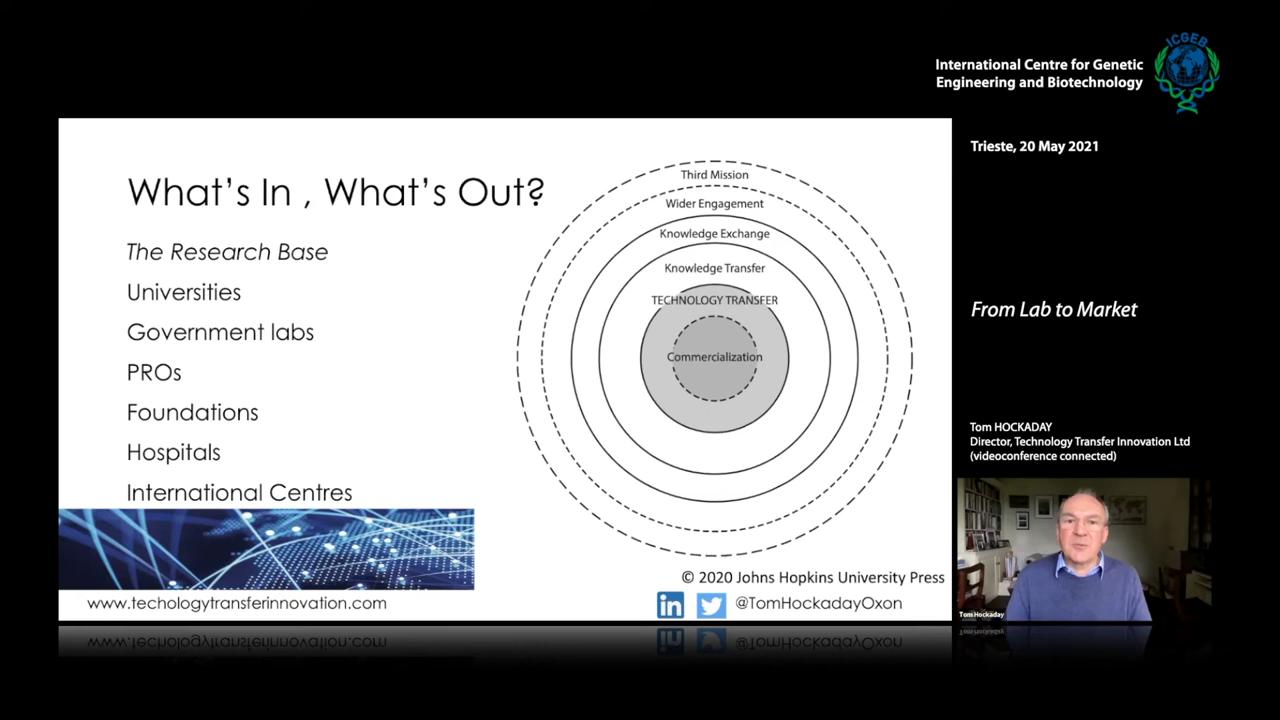 ICGEB
International Centre for Genetic
Engineering and Biotechnology
Trieste, 20 May 2021
What's In , What's Out?
The Research Base
Universities
Government labs
PROs
Foundations
Hospitals
International Centres
Third Mission
Wider Engagement
Knowledge Exchange
Knowledge Transfer
TECHNOLOGY TRANSFER
Commercialization
© 2020 Johns Hopkins University Press
www.techologytransferinnovation.com
in
@TomHockadayOxon
From Lab to Market
Tom HOCKADAY
Director, Technology Transfer Innovation Ltd
(videoconference connected)
Tom Hockaday